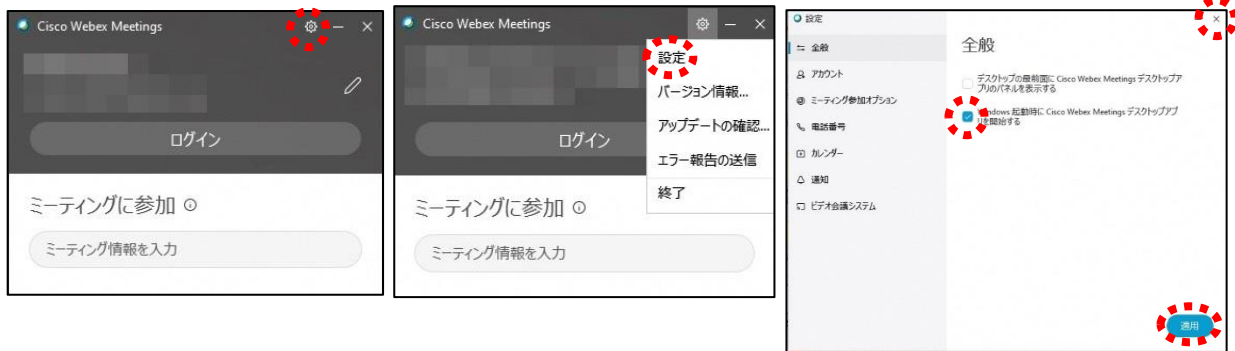 Cisco Webex Meetings
ログイン
ミーティングに参加
ミーティング情報を入力
Cisco Webex Meetings
設定
バージョン情報...
アップデートの確認...
エラー報告の送信
終了
ログイン
ミーティングに参加
ミーティング情報を入力
設定
全般
アカウント
ミーティング参加オプション
電話番号
カレンダー
通知
ビデオ会議システム
全般
デスクトップの最前面に Cisco Webex Meetings デスクトップア
プリのパネルを表示する
Windows 起動時に Cisco Webex Meetings デスクトップアプ
リを開始する
適用